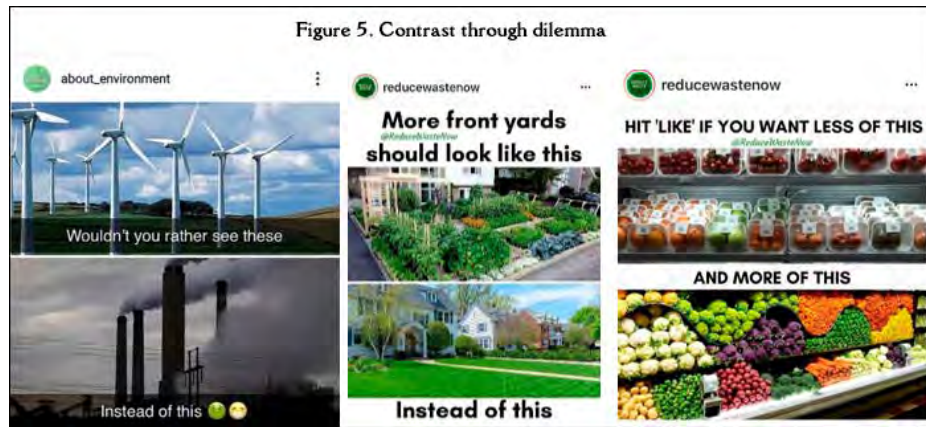 Figure 5. Contrast through dilemma
about_environment
Wouldn't you rather see these
Instead of this 🤢😷
reducewastenow
More front yards
@ReduceWasteNow
should look like this
Instead of this
reducewastenow
HIT 'LIKE' IF YOU WANT LESS OF THIS
@ReduceWasteNow
AND MORE OF THIS